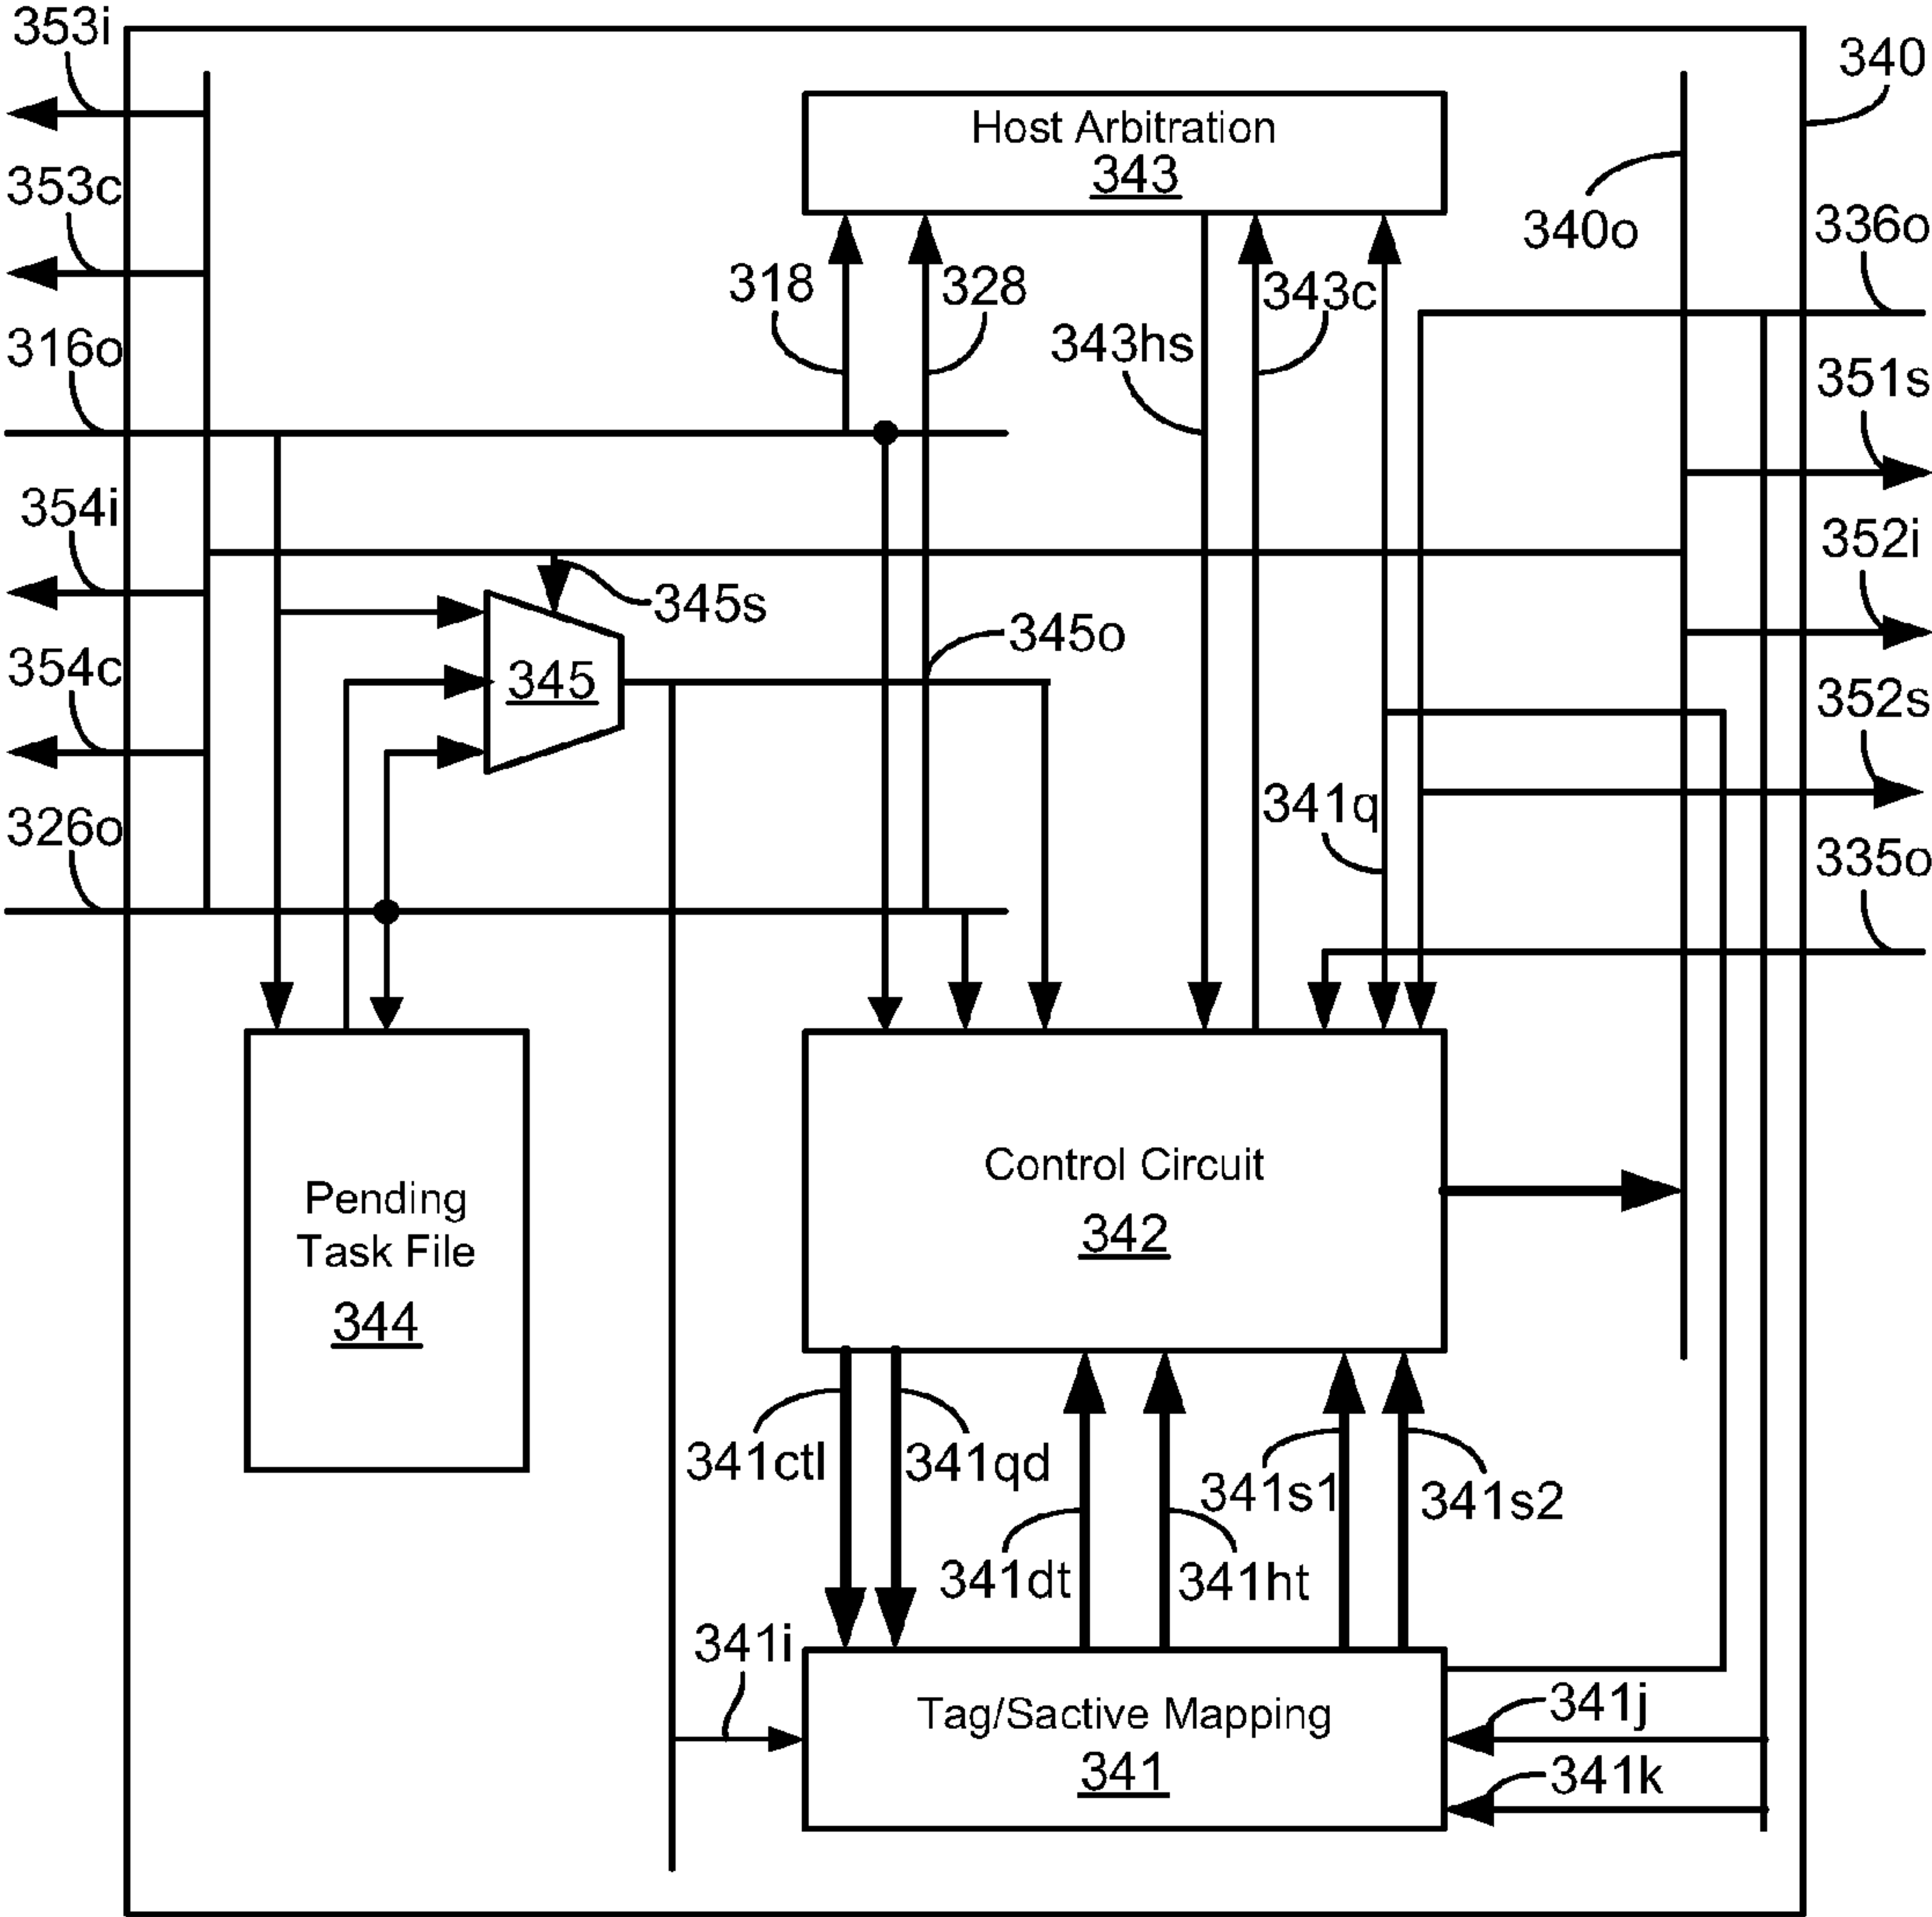 353i
340
Host Arbitration
343
353c
340o
336o
318
328
343c
316o
343hs
351s
354i
352i
345s
345o
354c
345
352s
341q
326o
335o
Control Circuit
342
Pending
Task File
344
341ctl
341qd
341s1
341s2
341dt
341ht
341i
Tag/Sactive Mapping
341
341j
341k